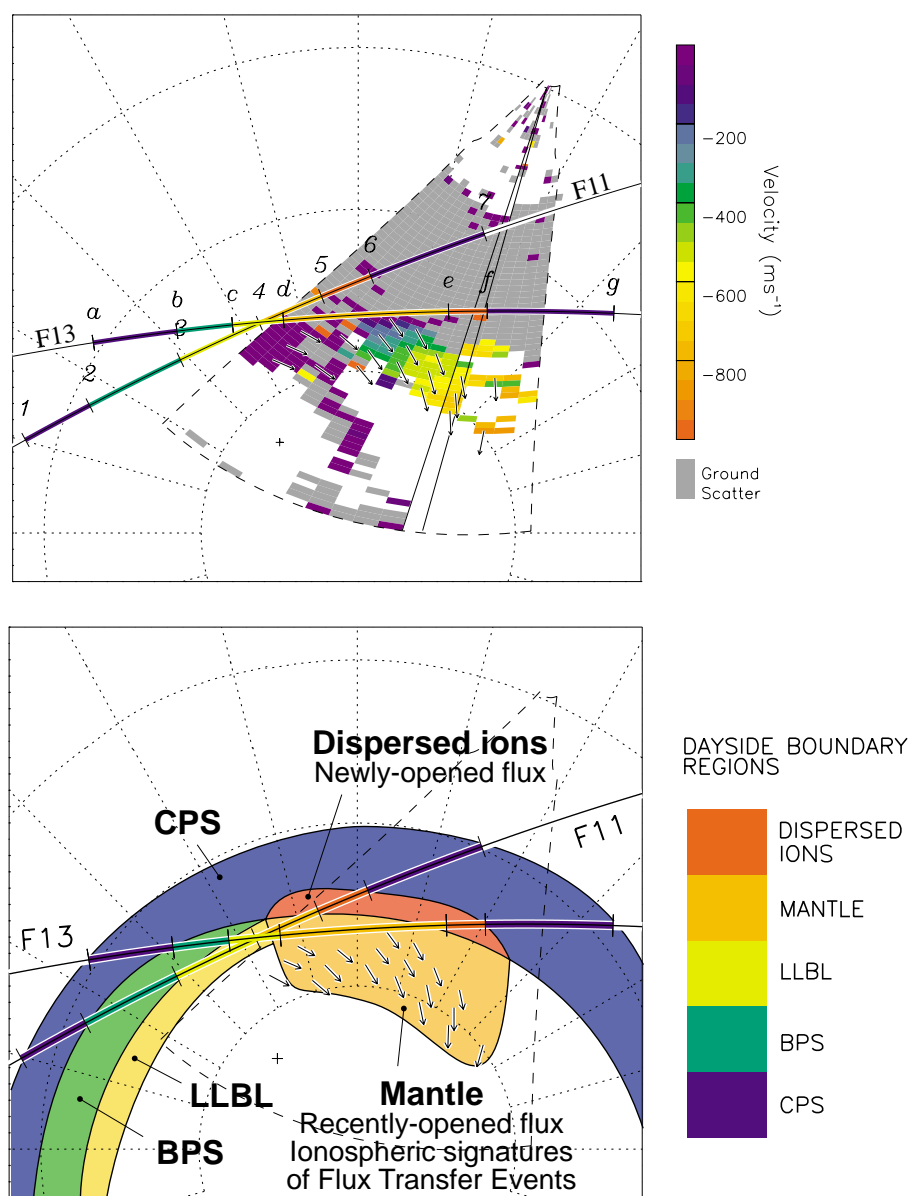 F11
7
6
5
e
f
g
c
4
d
b
3
a
F13
2
1
-200
-400
-600
-800
Velocity (ms⁻¹)
Ground
Scatter
Dispersed ions
Newly-opened flux
CPS
F11
F13
LLBL
BPS
Mantle
Recently-opened flux
Ionospheric signatures
of Flux Transfer Events
DAYSIDE BOUNDARY
REGIONS
DISPERSED
IONS
MANTLE
LLBL
BPS
CPS